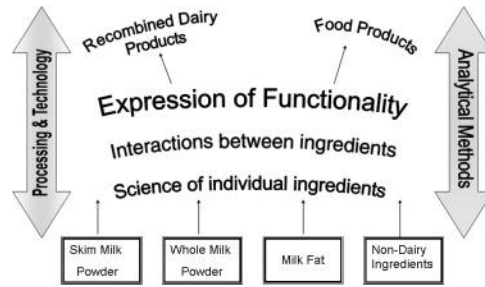 Recombined Dairy
Products
Food Products
Processing & Technology
Analytical Methods
Expression of Functionality
Interactions between ingredients
Science of individual ingredients
Skim Milk
Powder
Whole Milk
Powder
Milk Fat
Non-Dairy
Ingredients